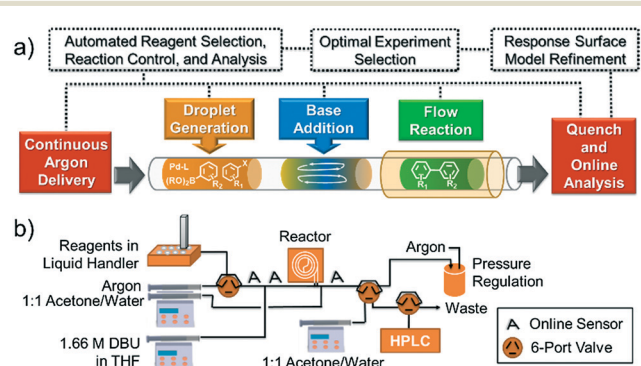 a)
Automated Reagent Selection,
Reaction Control, and Analysis
Optimal Experiment
Selection
Response Surface
Model Refinement
Droplet
Generation
Base
Addition
Flow
Reaction
Continuous
Argon
Delivery
Quench
and
Online
Analysis
Pd-L
(RO)₂B
R₂
X
R₁
R₁
R₂
b)
Reagents in
Liquid Handler
Reactor
Argon
Pressure
Regulation
Argon
1:1 Acetone/Water
Waste
HPLC
1.66 M DBU
in THF
1:1 Acetone/Water
Online Sensor
6-Port Valve